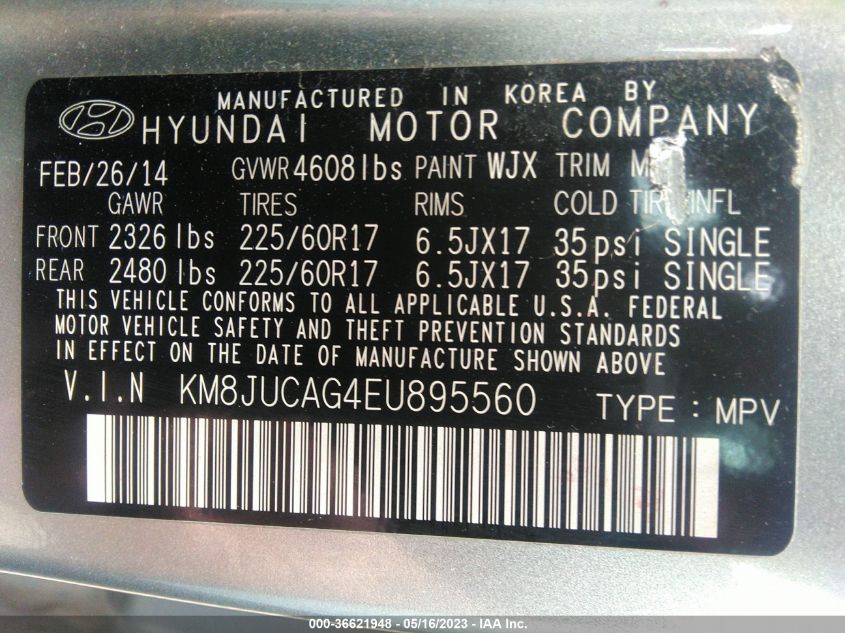 MANUFACTURED IN KOREA BY
HYUNDAI MOTOR COMPANY
FEB/26/14 GVWR 4608 lbs PAINT WJX TRIM
GAWR TIRES RIMS COLD TIRE INFL
FRONT 2326 lbs 225/60R17 6.5JX17 35psi SINGLE
REAR 2480 lbs 225/60R17 6.5JX17 35psi SINGLE
THIS VEHICLE CONFORMS TO ALL APPLICABLE U.S.A. FEDERAL
MOTOR VEHICLE SAFETY AND THEFT PREVENTION STANDARDS
IN EFFECT ON THE DATE OF MANUFACTURE SHOWN ABOVE
V.I.N KM8JUCAG4EU895560 TYPE : MPV
000-36621948 - 05/16/2023 - © IAA Inc.